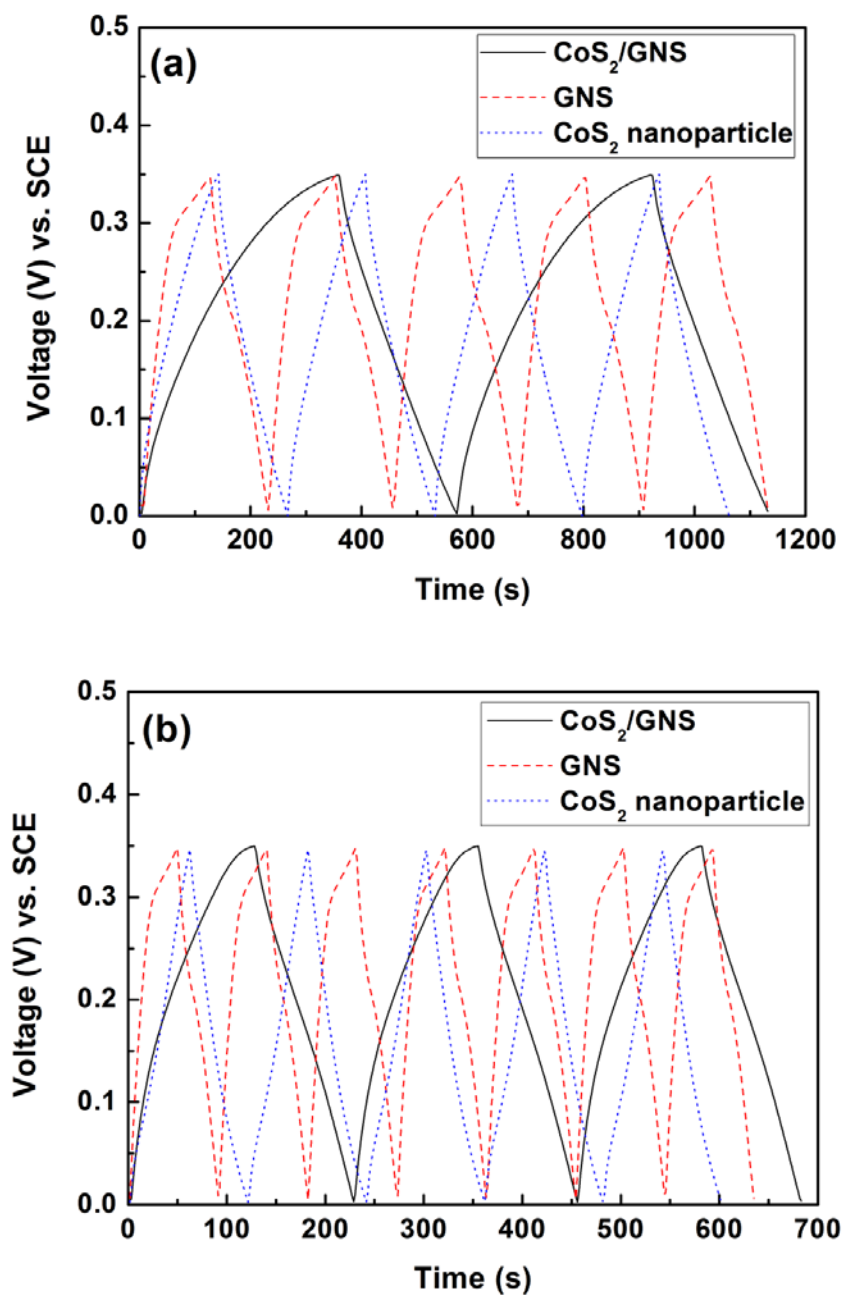 (a)
CoS₂/GNS
GNS
CoS₂ nanoparticle
Voltage (V) vs. SCE
0.5
0.4
0.3
0.2
0.1
0.0
0 200 400 600 800 1000 1200
Time (s)
(b)
CoS₂/GNS
GNS
CoS₂ nanoparticle
Voltage (V) vs. SCE
0.5
0.4
0.3
0.2
0.1
0.0
0 100 200 300 400 500 600 700
Time (s)